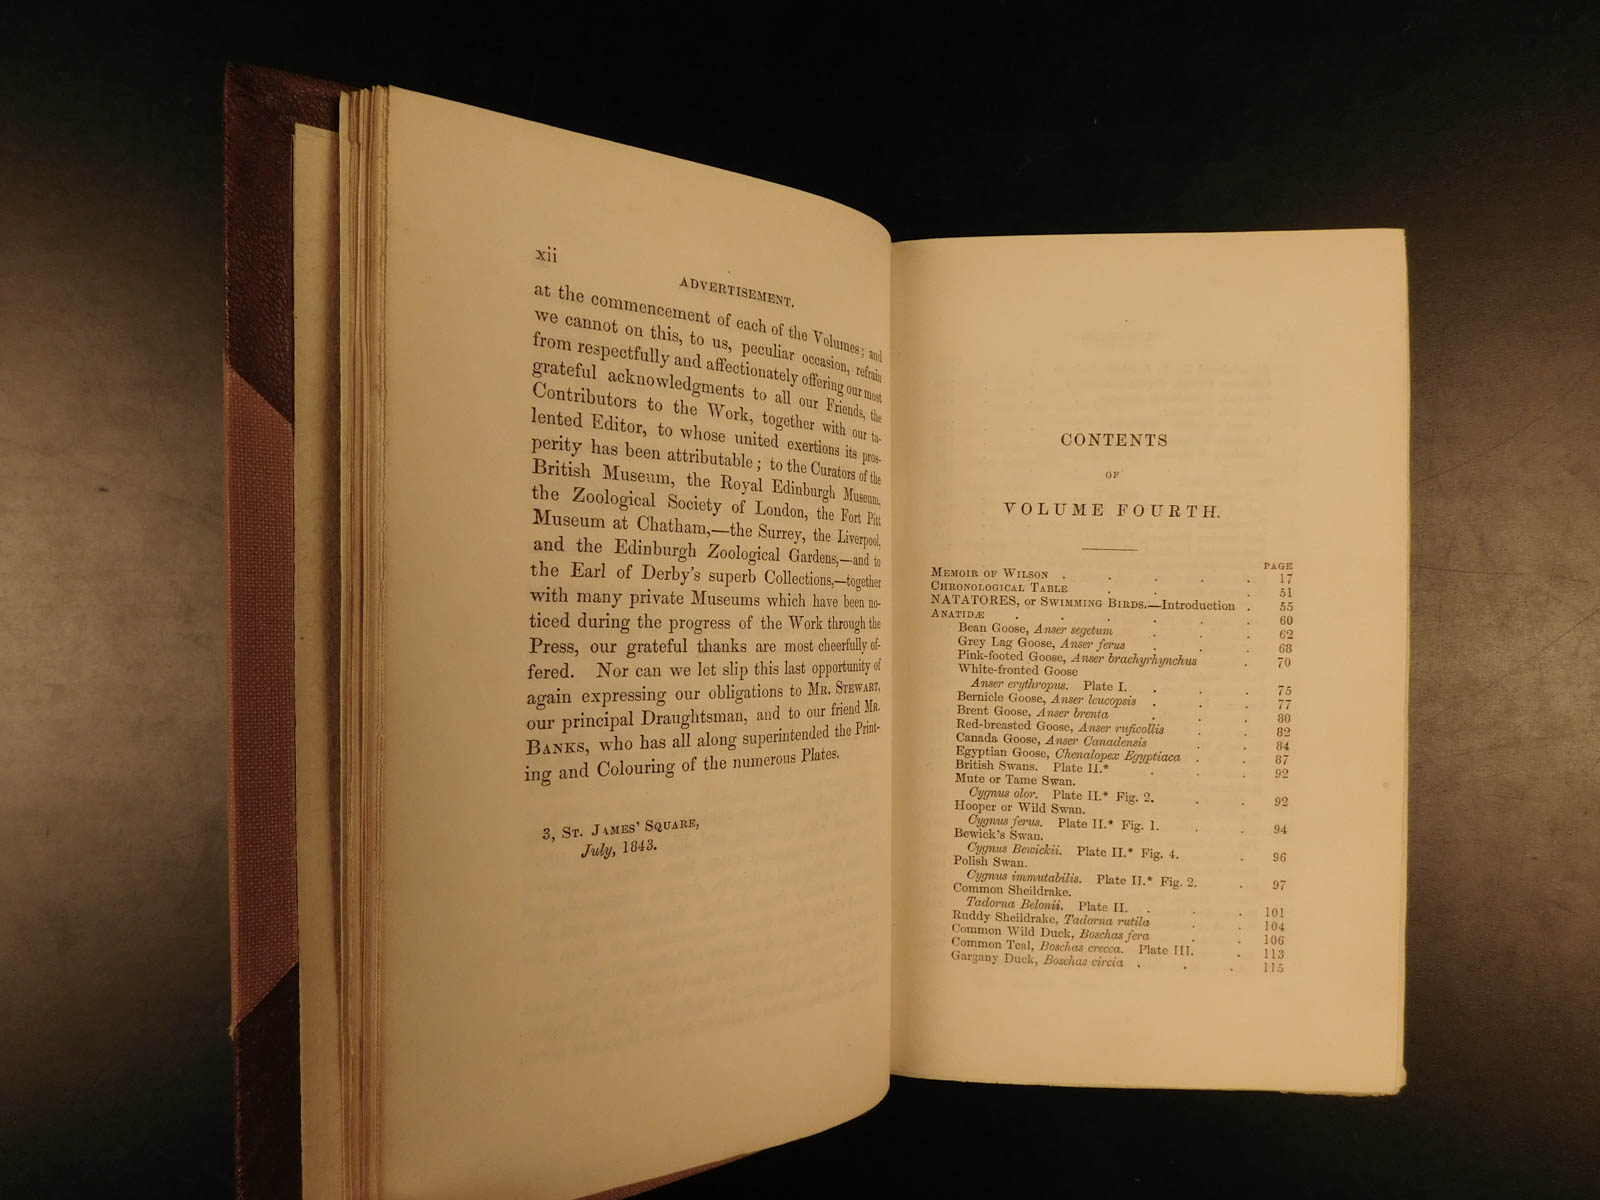 xii
ADVERTISEMENT.
at the commencement of each of the Volumes; and
we cannot on this, to us, peculiar occasion, refrain
from respectfully and affectionately offering our most
grateful acknowledgments to all our Friends, the
Contributors to the Work, together with our ta-
lented Editor, to whose united exertions its pros-
perity has been attributable; to the Curators of the
British Museum, the Royal Edinburgh Museum,
the Zoological Society of London, the Fort Pitt
Museum at Chatham,—the Surrey, the Liverpool,
and the Edinburgh Zoological Gardens,—and to
the Earl of Derby's superb Collections,—together
with many private Museums which have been no-
ticed during the progress of the Work through the
Press, our grateful thanks are most cheerfully of-
fered. Nor can we let slip this last opportunity of
again expressing our obligations to MR. STEWART,
our principal Draughtsman, and to our friend MR.
BANKS, who has all along superintended the Print-
ing and Colouring of the numerous Plates.
3, ST. JAMES' SQUARE,
July, 1843.
CONTENTS
OF
VOLUME FOURTH.
PAGE
MEMOIR OF WILSON . . . . . 17
CHRONOLOGICAL TABLE . . . . 51
NATATORES, or SWIMMING BIRDS.—Introduction . 55
ANATIDÆ . . . . . . 60
Bean Goose, Anser segetum . . . 62
Grey Lag Goose, Anser ferus . . . 68
Pink-footed Goose, Anser brachyrhynchus . 70
White-fronted Goose
Anser erythropus. Plate I. . . . 75
Bernicle Goose, Anser leucopsis . . . 77
Brent Goose, Anser brenta . . . 80
Red-breasted Goose, Anser ruficollis . . 82
Canada Goose, Anser Canadensis . . 84
Egyptian Goose, Chenalopex Egyptiaca . . 87
British Swans. Plate II.* . . . 92
Mute or Tame Swan.
Cygnus olor. Plate II.* Fig. 2. . . 92
Hooper or Wild Swan.
Cygnus ferus. Plate II.* Fig. 1. . . 94
Bewick's Swan.
Cygnus Bewickii. Plate II.* Fig. 4. . 96
Polish Swan.
Cygnus immutabilis. Plate II.* Fig. 2. . 97
Common Sheildrake.
Tadorna Belonii. Plate II. . . . 101
Ruddy Sheildrake, Tadorna rutila . . 104
Common Wild Duck, Boschas fera . . 106
Common Teal, Boschas crecca. Plate III. . 113
Gargany Duck, Boschas circia . . . 115